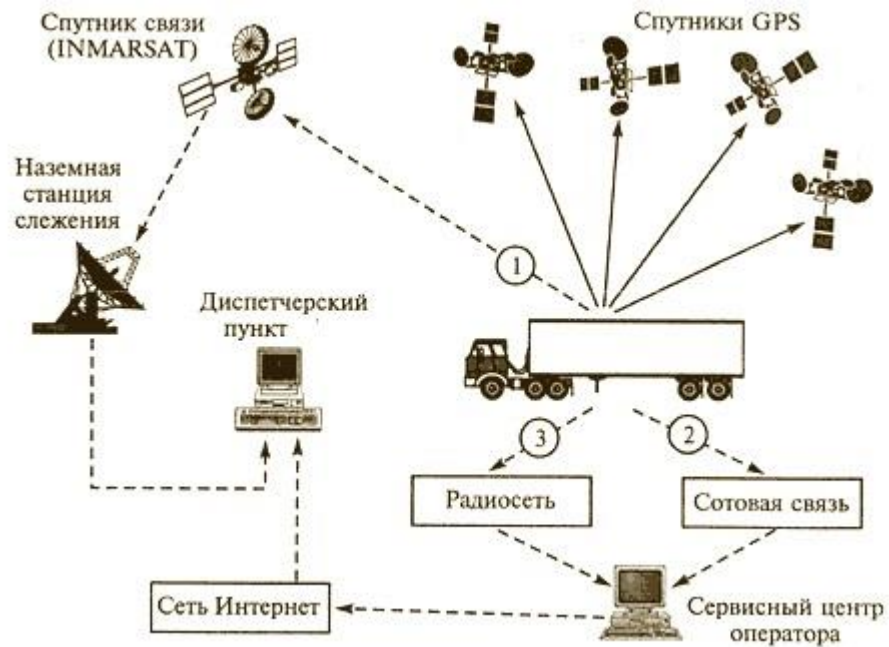 Спутник связи
(INMARSAT)
Спутники GPS
Наземная
станция
слежения
1
Диспетчерский
пункт
3
2
Радиосеть
Сотовая связь
Сеть Интернет
Сервисный центр
оператора